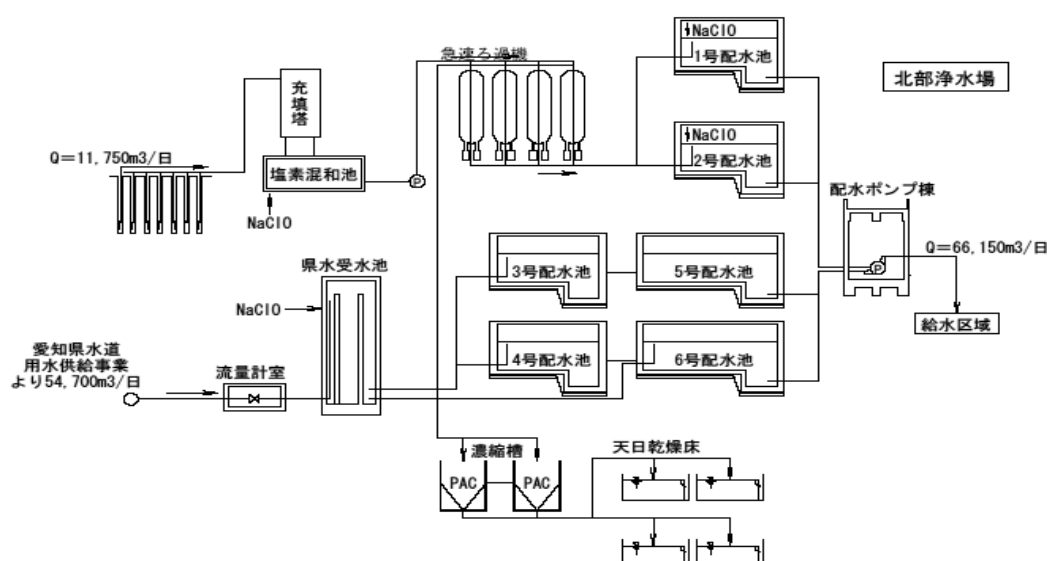 NaClO
急速ろ過機
1号配水池
北部浄水場
充填塔
Q＝11,750m3/日
NaClO
2号配水池
塩素混和池
P
配水ポンプ棟
NaClO
Q＝66,150m3/日
県水受水池
3号配水池
5号配水池
P
NaClO
給水区域
愛知県水道
用水供給事業
より54,700m3/日
流量計室
4号配水池
6号配水池
濃縮槽
天日乾燥床
PAC
PAC